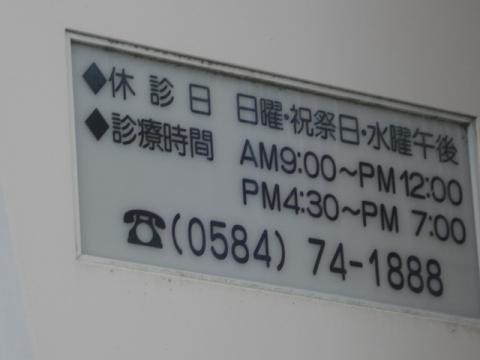 ◆休診日 日曜・祝祭日・水曜午後
◆診療時間 AM9:00～PM12:00
PM4:30～PM 7:00
☎(0584) 74-1888